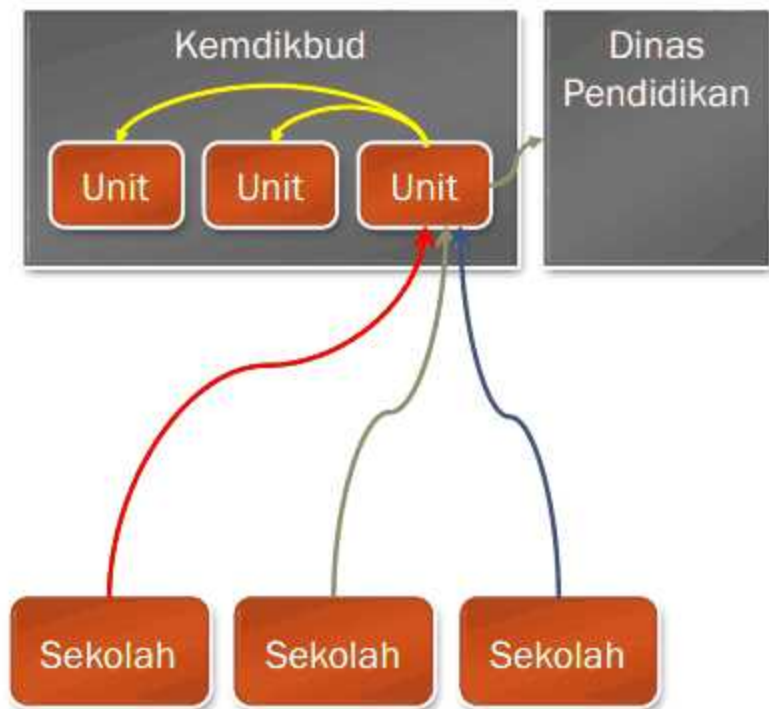 Kemdikbud
Dinas
Pendidikan
Unit
Unit
Unit
Sekolah
Sekolah
Sekolah